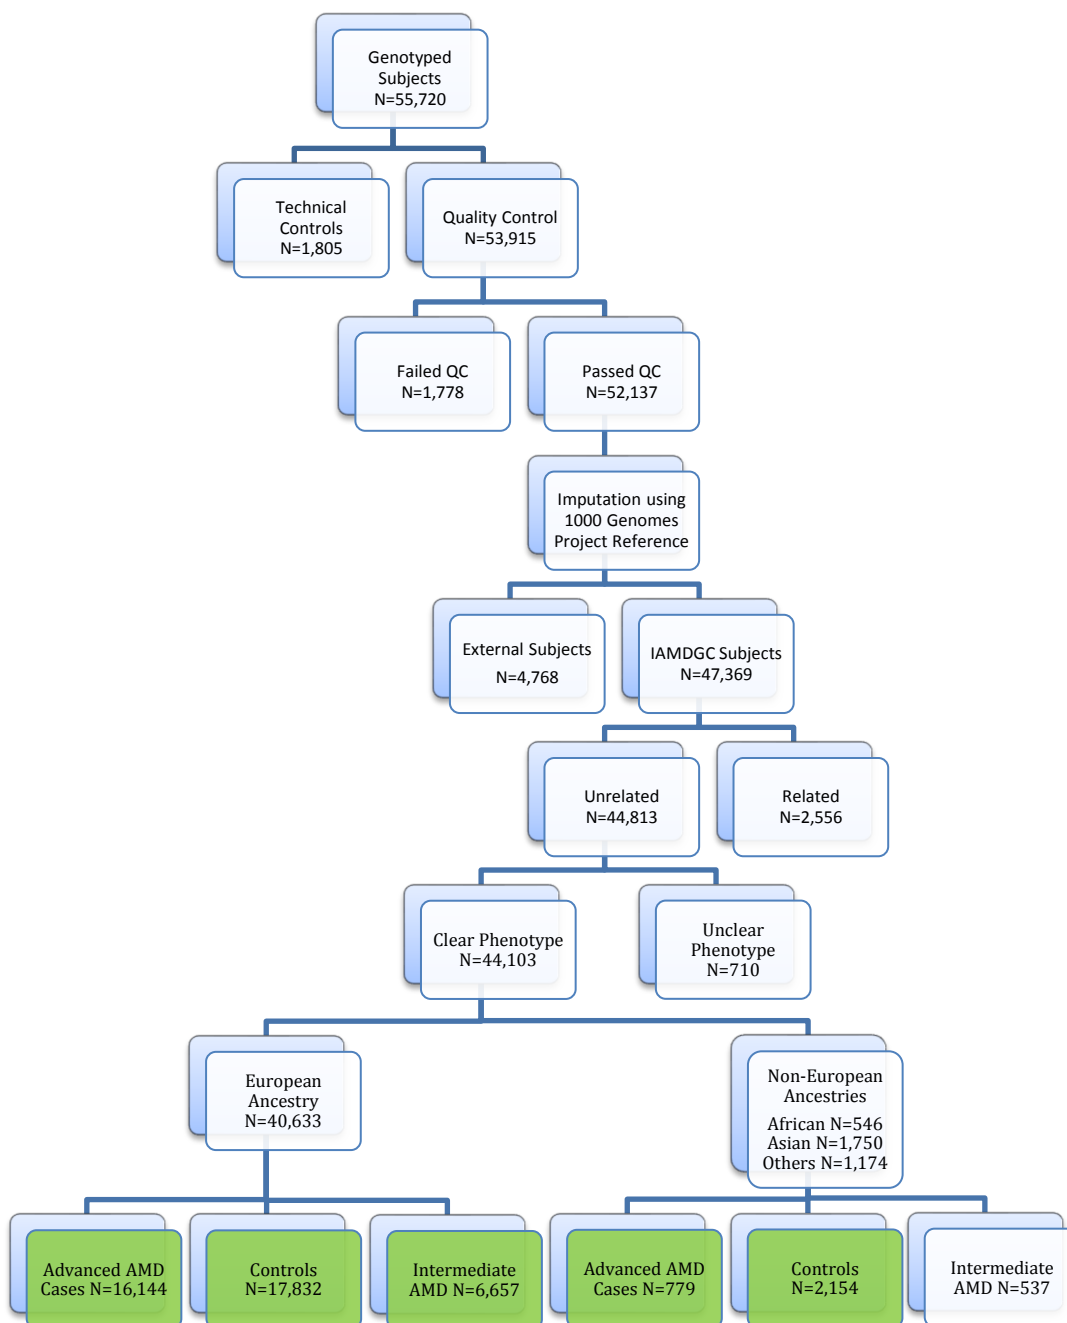 Genotyped
Subjects
N=55,720
Technical
Controls
N=1,805
Quality Control
N=53,915
Failed QC
N=1,778
Passed QC
N=52,137
Imputation using
1000 Genomes
Project Reference
External Subjects
N=4,768
IAMDGC Subjects
N=47,369
Unrelated
N=44,813
Related
N=2,556
Clear Phenotype
N=44,103
Unclear
Phenotype
N=710
European
Ancestry
N=40,633
Non-European
Ancestries
African N=546
Asian N=1,750
Others N=1,174
Advanced AMD
Cases N=16,144
Controls
N=17,832
Intermediate
AMD N=6,657
Advanced AMD
Cases N=779
Controls
N=2,154
Intermediate
AMD N=537